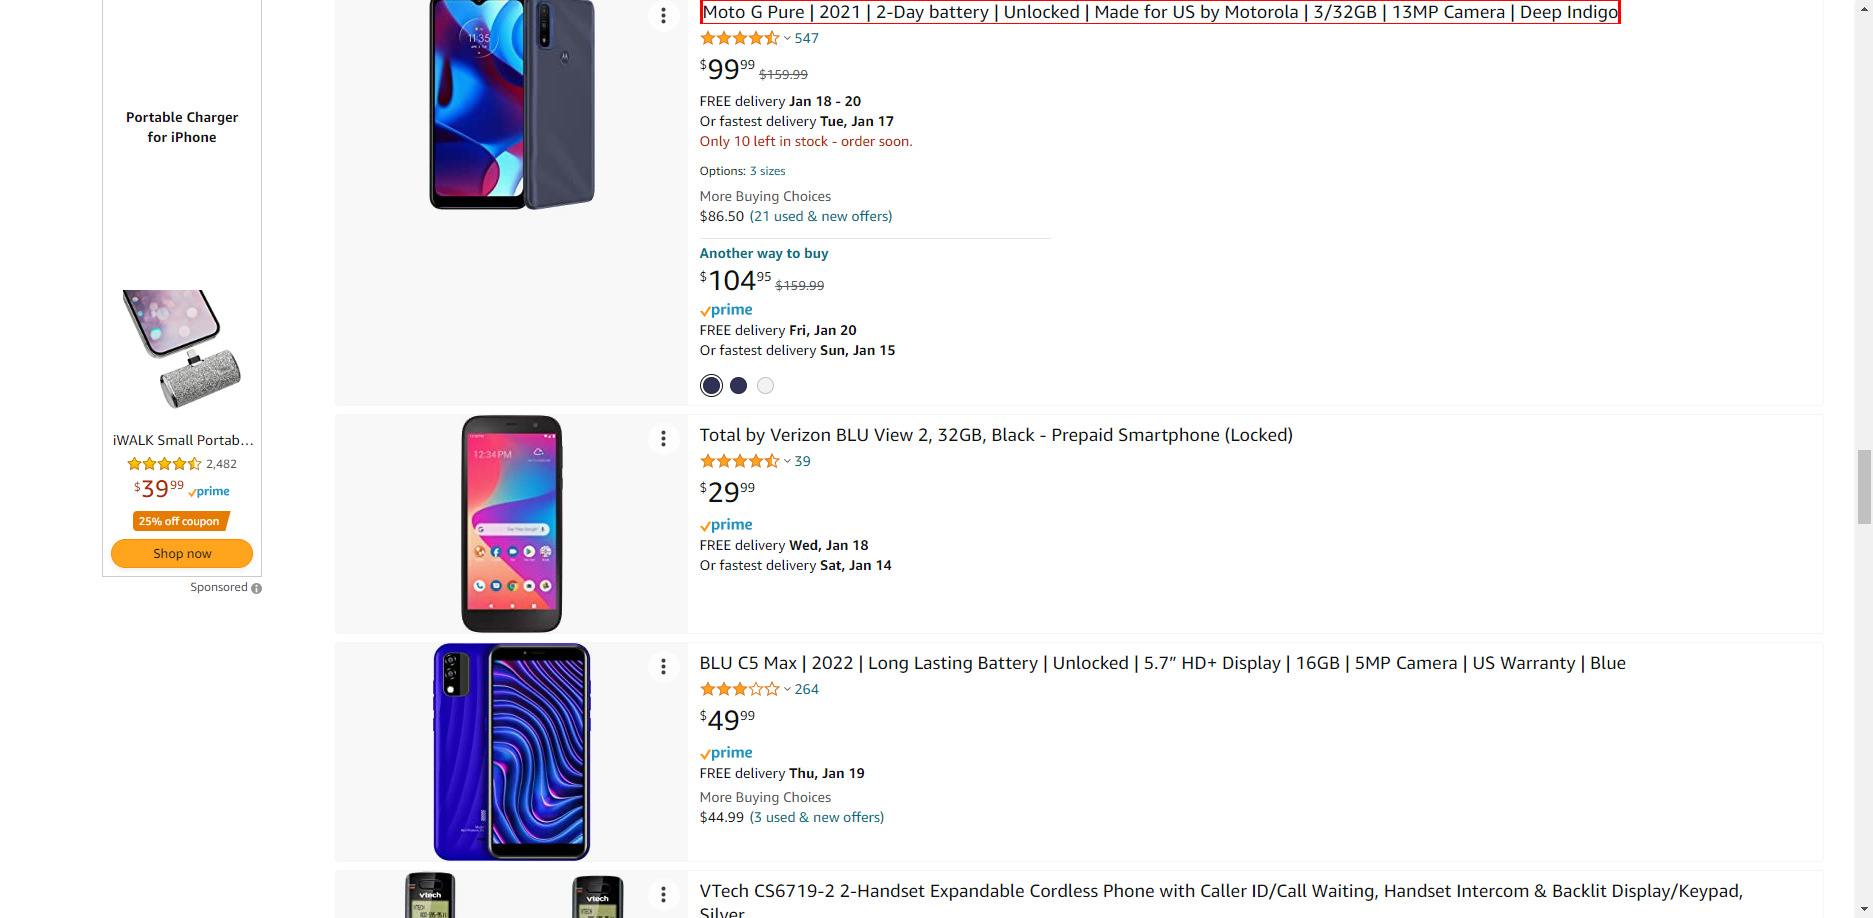 Portable Charger
for iPhone
iWALK Small Portab...
2,482
$39 99 prime
25% off coupon
Shop now
Sponsored
11:35
Moto G Pure | 2021 | 2-Day battery | Unlocked | Made for US by Motorola | 3/32GB | 13MP Camera | Deep Indigo
547
$99 99 $159.99
FREE delivery Jan 18 - 20
Or fastest delivery Tue, Jan 17
Only 10 left in stock - order soon.
Options: 3 sizes
More Buying Choices
$86.50 (21 used & new offers)
Another way to buy
$104 95 $159.99
prime
FREE delivery Fri, Jan 20
Or fastest delivery Sun, Jan 15
12:34PM
Total by Verizon BLU View 2, 32GB, Black - Prepaid Smartphone (Locked)
39
$29 99
prime
FREE delivery Wed, Jan 18
Or fastest delivery Sat, Jan 14
BLU C5 Max | 2022 | Long Lasting Battery | Unlocked | 5.7” HD+ Display | 16GB | 5MP Camera | US Warranty | Blue
264
$49 99
prime
FREE delivery Thu, Jan 19
More Buying Choices
$44.99 (3 used & new offers)
vtech
vtech
VTech CS6719-2 2-Handset Expandable Cordless Phone with Caller ID/Call Waiting, Handset Intercom & Backlit Display/Keypad,
Silver